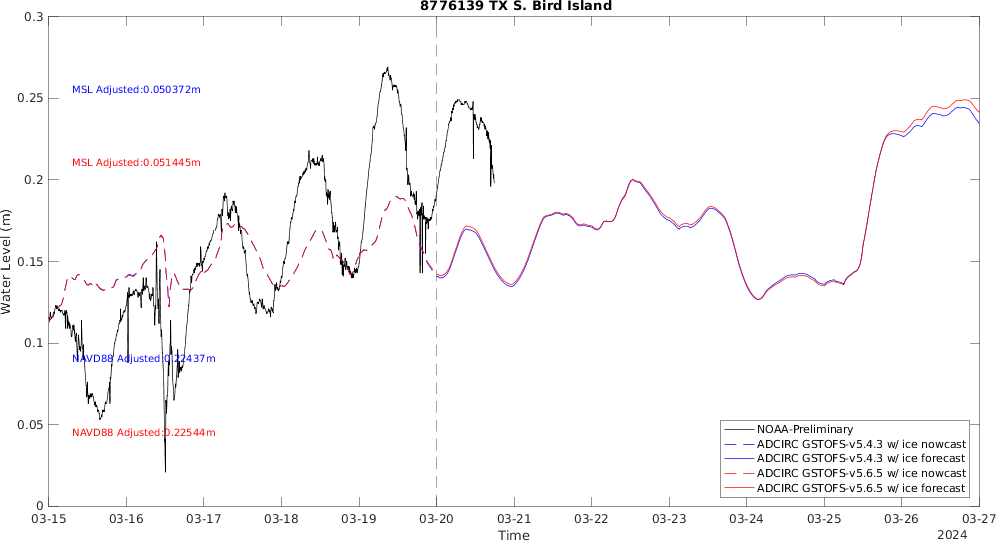 8776139 TX S. Bird Island
0.3
0.25
0.2
0.15
0.1
0.05
0
Water Level (m)
MSL Adjusted:0.050372m
MSL Adjusted:0.051445m
NAVD88 Adjusted:0.22437m
NAVD88 Adjusted:0.22544m
NOAA-Preliminary
ADCIRC GSTOFS-v5.4.3 w/ ice nowcast
ADCIRC GSTOFS-v5.4.3 w/ ice forecast
ADCIRC GSTOFS-v5.6.5 w/ ice nowcast
ADCIRC GSTOFS-v5.6.5 w/ ice forecast
03-15 03-16 03-17 03-18 03-19 03-20 03-21 03-22 03-23 03-24 03-25 03-26 03-27
Time
2024